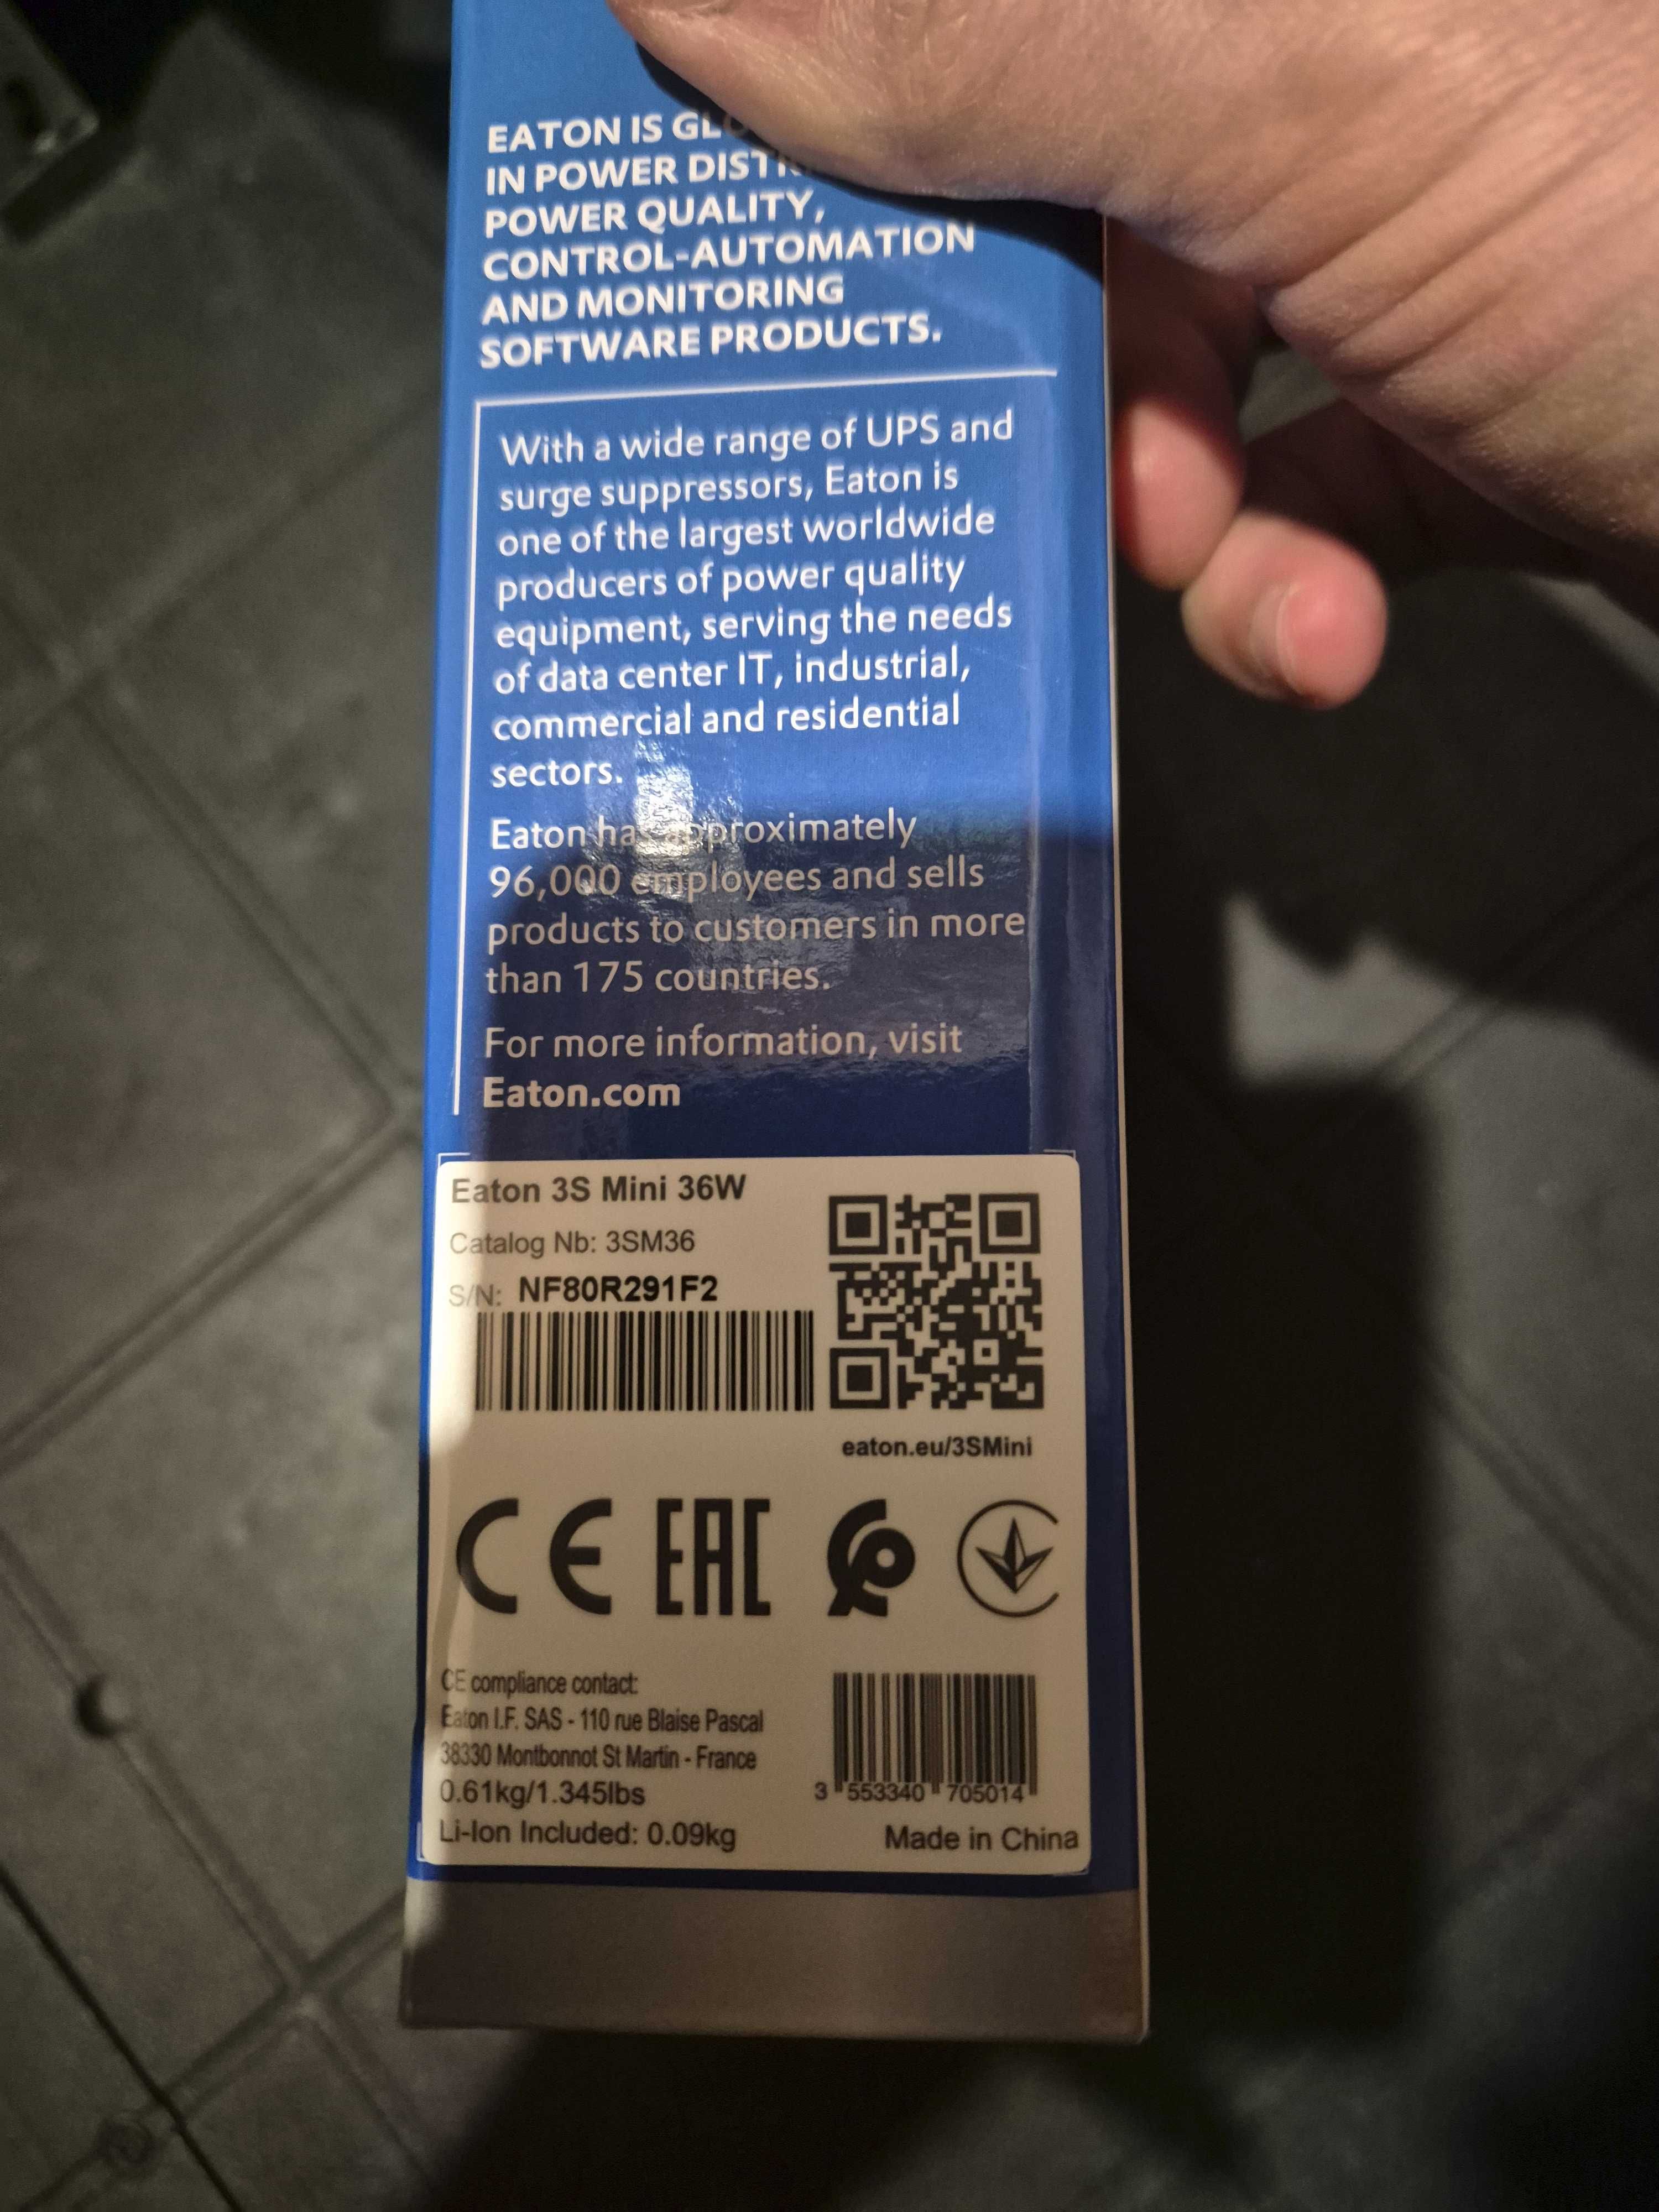 EATON IS
IN POWER
POWER QUALITY,
CONTROL-AUTOMATION
AND MONITORING
SOFTWARE PRODUCTS.
With a wide range of UPS and
surge suppressors, Eaton is
one of the largest worldwide
producers of power quality
equipment, serving the needs
of data center IT, industrial,
commercial and residential
sectors.
Eaton has approximately
96,000 employees and sells
products to customers in more
than 175 countries.
For more information, visit
Eaton.com
Eaton 3S Mini 36W
Catalog Nb: 3SM36
S/N: NF80R291F2
eaton.eu/3SMini
CE EAC
CE compliance contact:
Eaton I.F. SAS - 110 rue Blaise Pascal
38330 Montbonnot St Martin - France
0.61kg/1.345lbs
3 553340 705014
Li-Ion Included: 0.09kg
Made in China